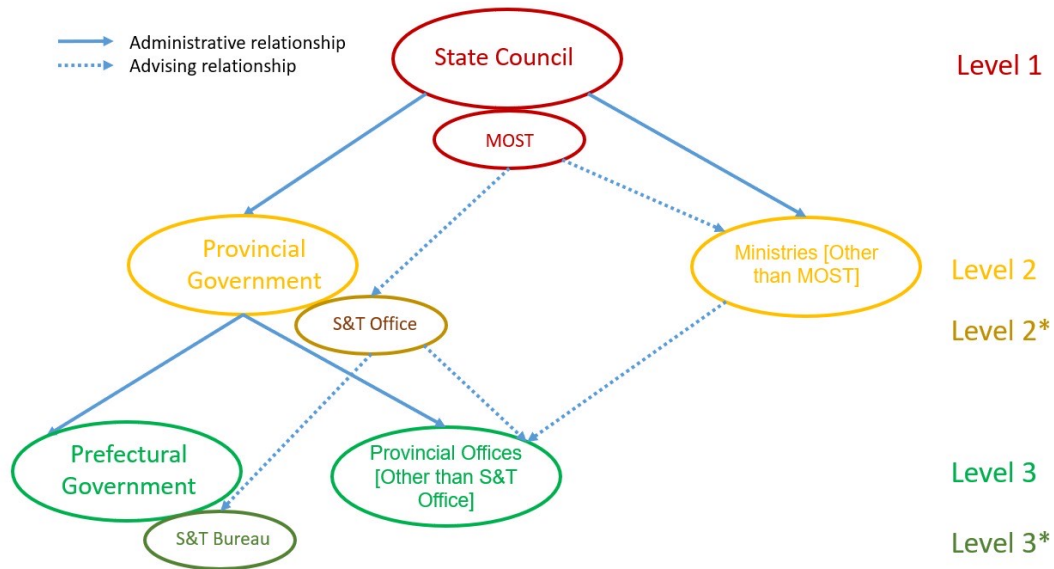 Administrative relationship
Advising relationship
State Council
Level 1
MOST
Provincial
Government
Ministries [Other
than MOST]
Level 2
S&T Office
Level 2*
Prefectural
Government
Provincial Offices
[Other than S&T
Office]
Level 3
S&T Bureau
Level 3*